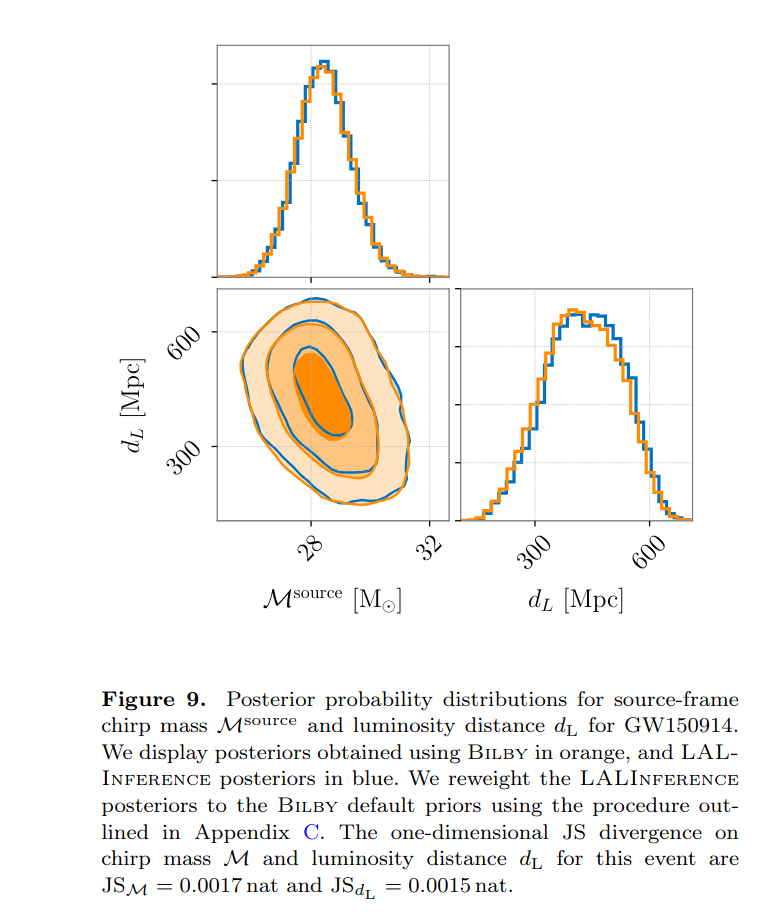 600
300
d_L [Mpc]
28
32
300
600
ℳ^source [M_⊙]
d_L [Mpc]
Figure 9. Posterior probability distributions for source-frame
chirp mass ℳ^source and luminosity distance d_L for GW150914.
We display posteriors obtained using BILBY in orange, and LAL-
INFERENCE posteriors in blue. We reweight the LALINFERENCE
posteriors to the BILBY default priors using the procedure out-
lined in Appendix C. The one-dimensional JS divergence on
chirp mass ℳ and luminosity distance d_L for this event are
JS_ℳ = 0.0017 nat and JS_d_L = 0.0015 nat.